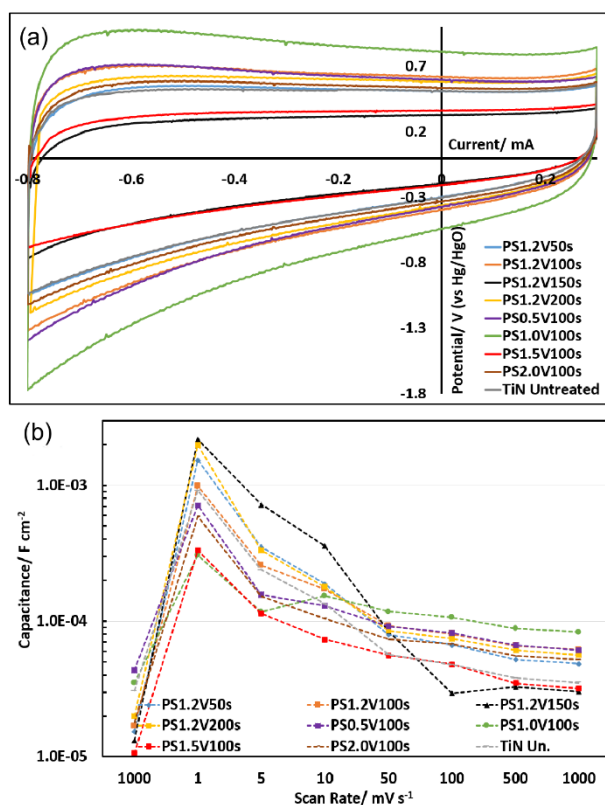 (a)
0.7
0.2
Current/ mA
-0.8
-0.6
-0.4
-0.2
0
0.2
-0.3
-0.8
-1.3
-1.8
Potential/ V (vs Hg/HgO)
PS1.2V50s
PS1.2V100s
PS1.2V150s
PS1.2V200s
PS0.5V100s
PS1.0V100s
PS1.5V100s
PS2.0V100s
TiN Untreated
(b)
Capacitance/ F cm⁻²
1.0E-03
1.0E-04
1.0E-05
PS1.2V50s PS1.2V100s PS1.2V150s
PS1.2V200s PS0.5V100s PS1.0V100s
PS1.5V100s PS2.0V100s TiN Un.
1000 1 5 10 50 100 500 1000
Scan Rate/ mV s⁻¹